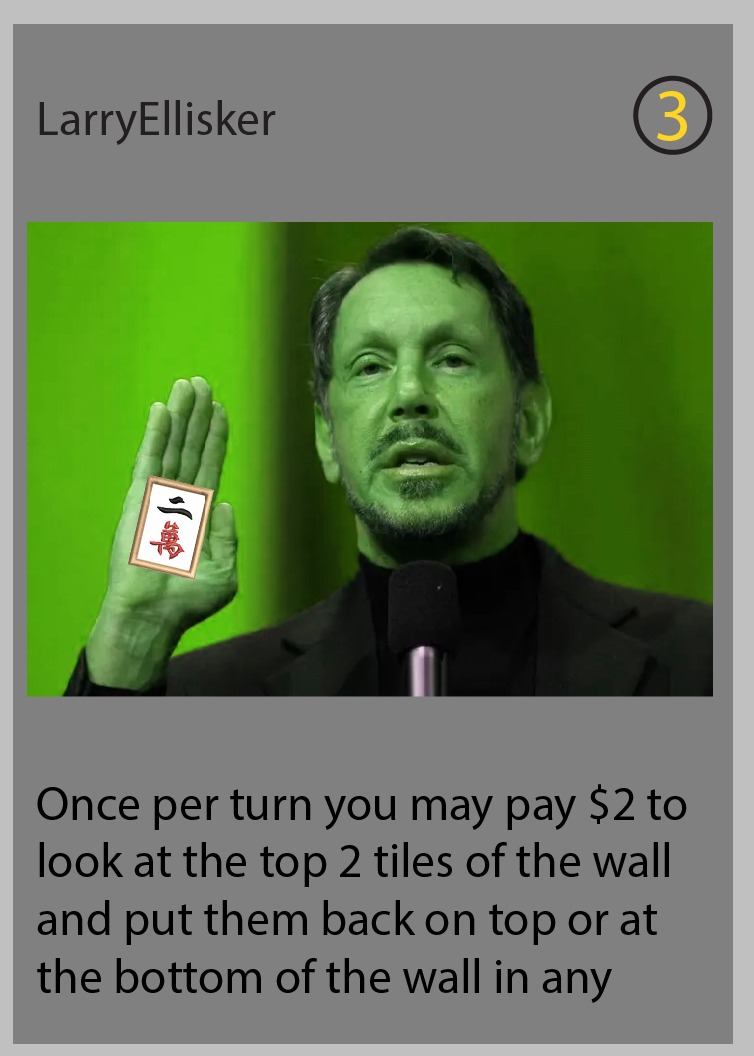 LarryEllisker
3
二
萬
Once per turn you may pay $2 to
look at the top 2 tiles of the wall
and put them back on top or at
the bottom of the wall in any